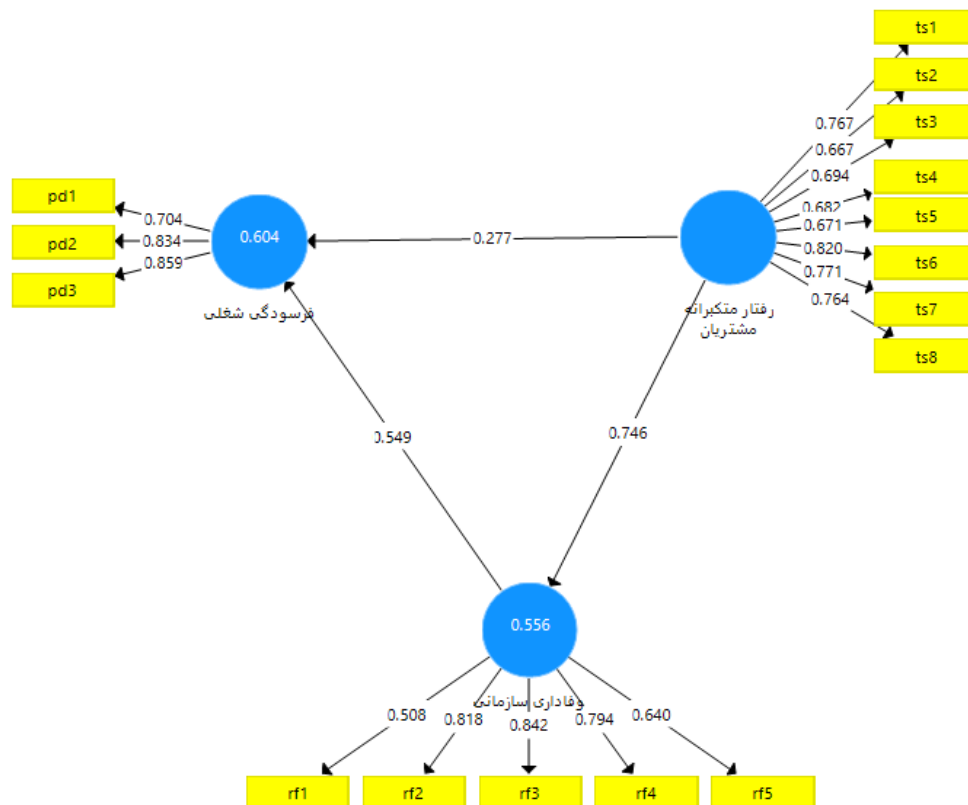 ts1
ts2
ts3
ts4
ts5
ts6
ts7
ts8
0.767
0.667
0.694
0.682
0.671
0.820
0.771
0.764
pd1
pd2
pd3
0.704
0.834
0.859
0.604
فرسودگی شغلی
0.277
رفتار متکبرانه
مشتریان
0.549
0.746
0.556
وفاداری سازمانی
0.508
0.818
0.842
0.794
0.640
rf1
rf2
rf3
rf4
rf5